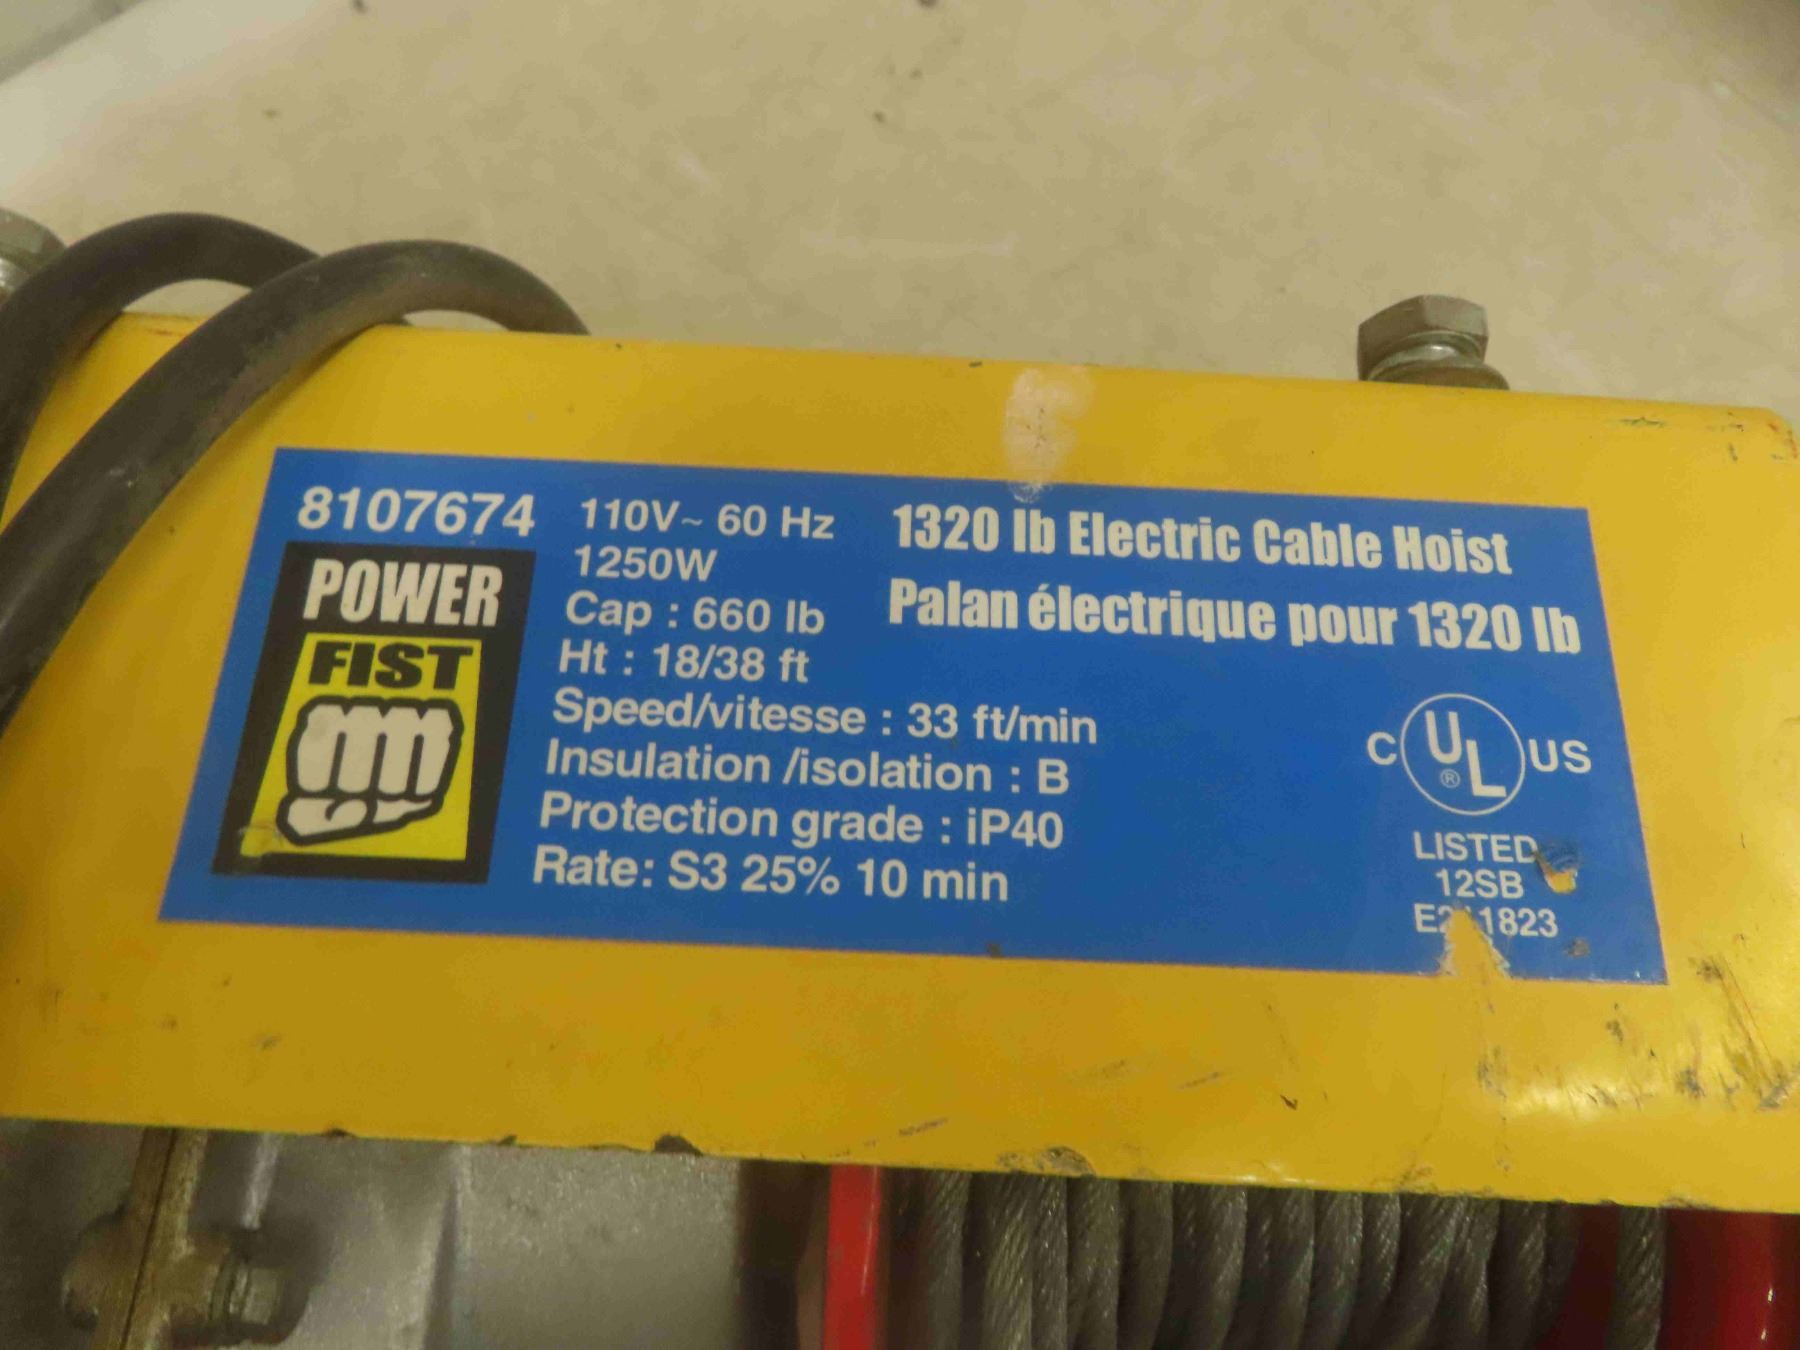 8107674
POWER
FIST
110V~ 60 Hz
1250W
Cap : 660 lb
Ht : 18/38 ft
Speed/vitesse : 33 ft/min
Insulation /isolation : B
Protection grade : iP40
Rate: S3 25% 10 min
1320 lb Electric Cable Hoist
Palan électrique pour 1320 lb
C UL® US
LISTED
12SB